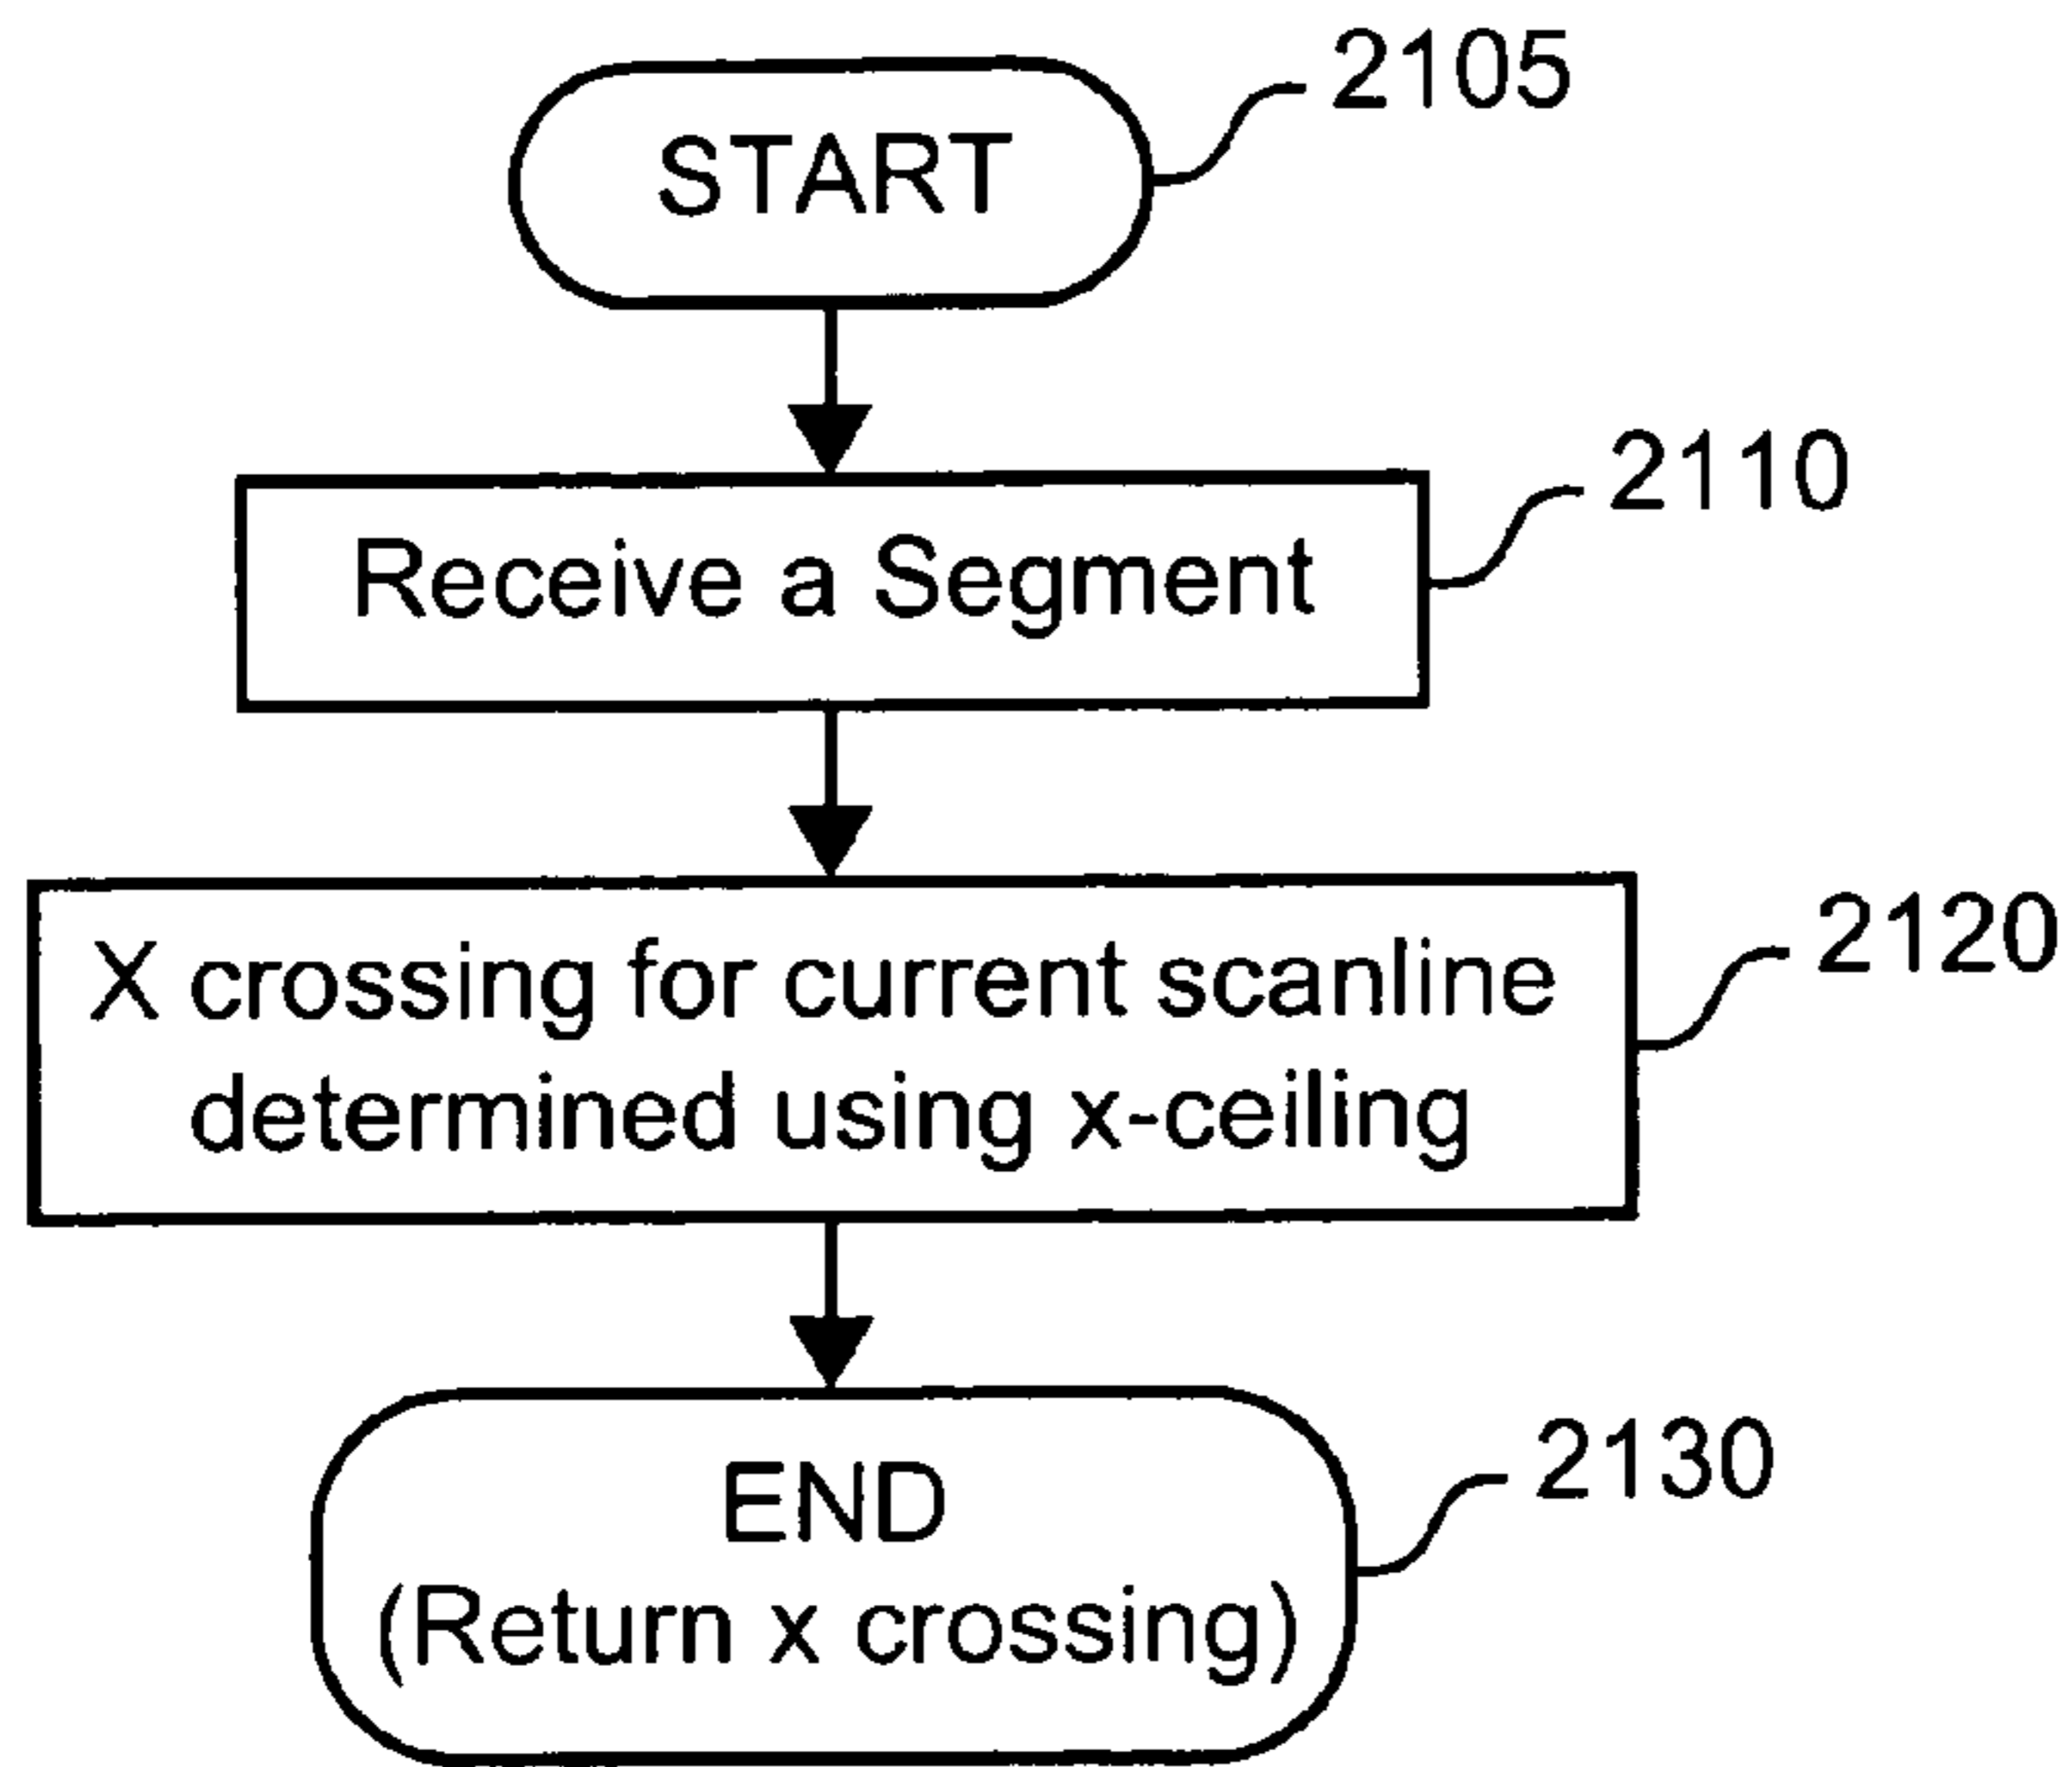 START
2105
Receive a Segment
2110
X crossing for current scanline
determined using x-ceiling
2120
END
(Return x crossing)
2130